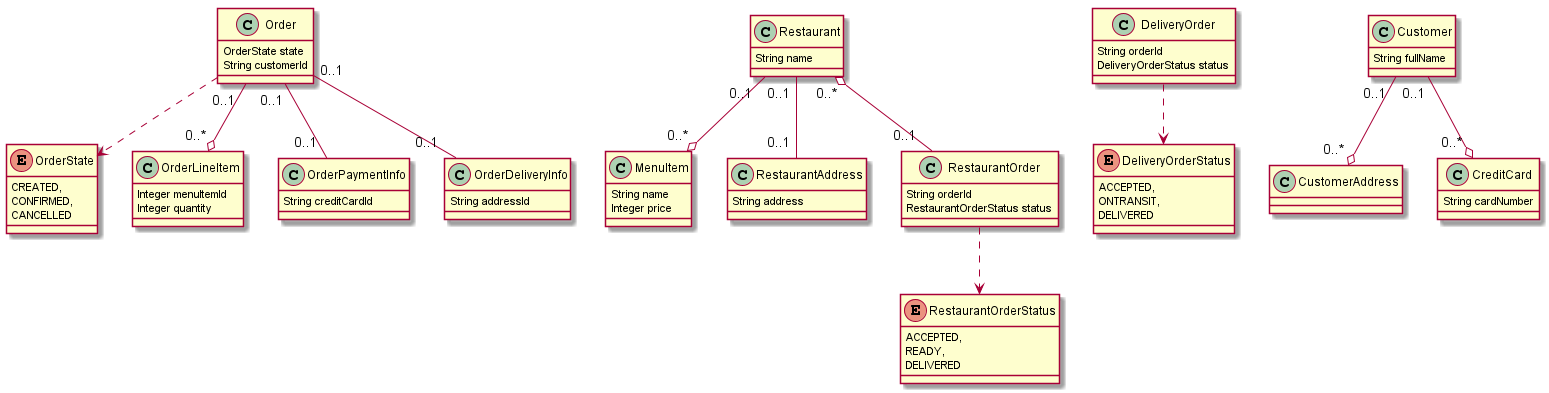 C Order
OrderState state
String customerId
C Restaurant
String name
C DeliveryOrder
String orderId
DeliveryOrderStatus status
C Customer
String fullName
0..1
0..1
0..1
0..*
0..1
0..1
0..1
0..1
0..*
0..1
0..1
0..*
0..1
0..1
0..*
0..*
E OrderState
CREATED,
CONFIRMED,
CANCELLED
C OrderLineItem
Integer menuItemId
Integer quantity
C OrderPaymentInfo
String creditCardId
C OrderDeliveryInfo
String addressId
C MenuItem
String name
Integer price
C RestaurantAddress
String address
C RestaurantOrder
String orderId
RestaurantOrderStatus status
E DeliveryOrderStatus
ACCEPTED,
ONTRANSIT,
DELIVERED
C CustomerAddress
C CreditCard
String cardNumber
E RestaurantOrderStatus
ACCEPTED,
READY,
DELIVERED